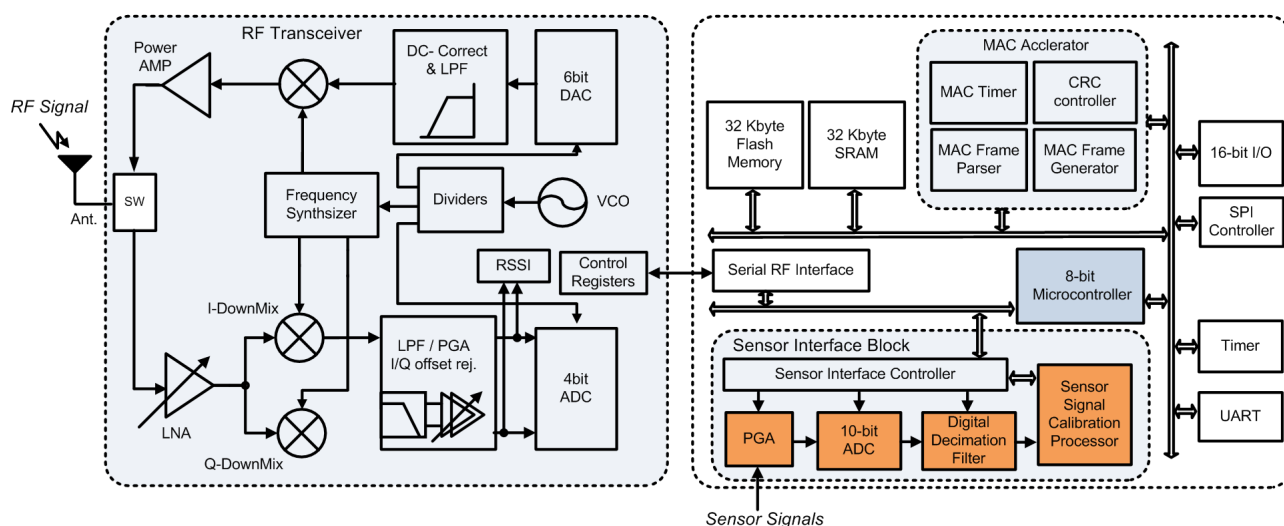 RF Transceiver
Power
AMP
DC- Correct
& LPF
6bit
DAC
RF Signal
SW
Ant.
Frequency
Synthsizer
Dividers
VCO
RSSI
Control
Registers
I-DownMix
LPF / PGA
I/Q offset rej.
4bit
ADC
LNA
Q-DownMix
MAC Acclerator
MAC Timer
CRC
controller
MAC Frame
Parser
MAC Frame
Generator
32 Kbyte
Flash
Memory
32 Kbyte
SRAM
16-bit I/O
SPI
Controller
Serial RF Interface
8-bit
Microcontroller
Timer
UART
Sensor Interface Block
Sensor Interface Controller
PGA
10-bit
ADC
Digital
Decimation
Filter
Sensor
Signal
Calibration
Processor
Sensor Signals